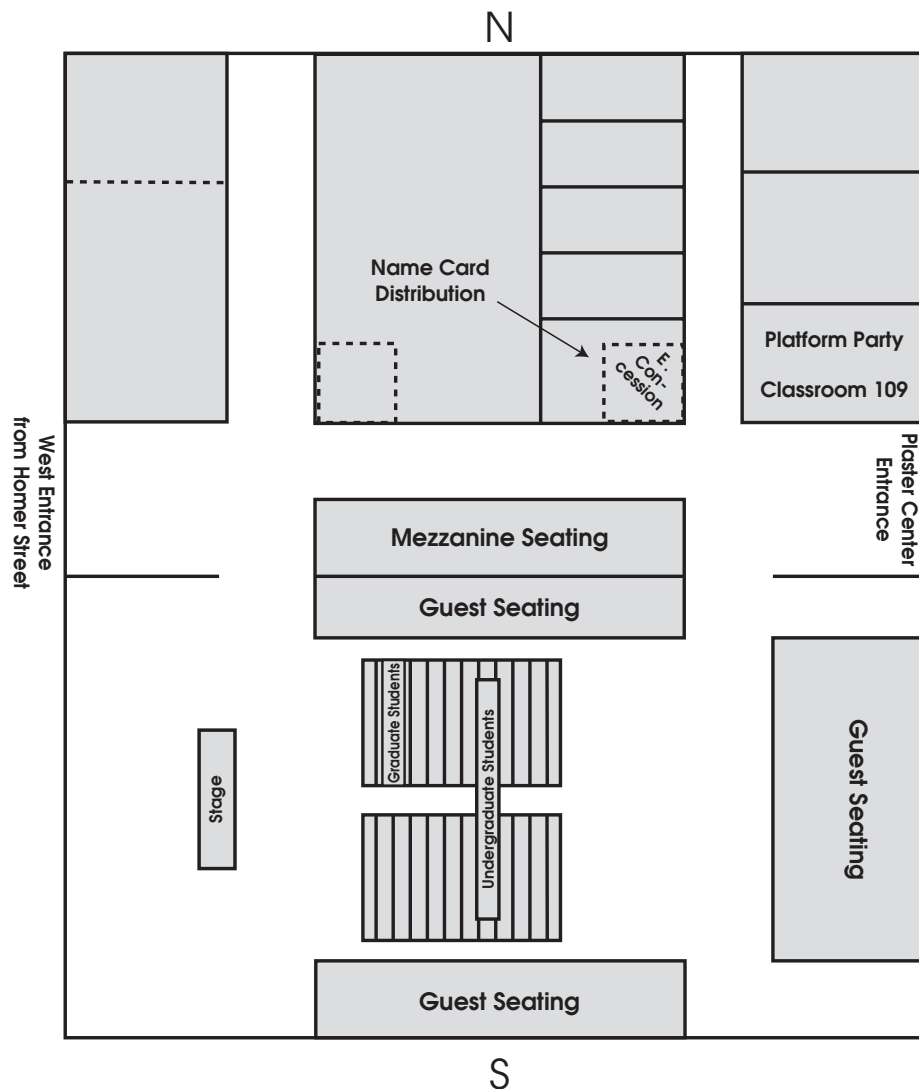 N
Name Card
Distribution
E.
Con-
cession
Platform Party
Classroom 109
West Entrance
from Homer Street
Plaster Center
Entrance
Mezzanine Seating
Guest Seating
Graduate Students
Undergraduate Students
Stage
Guest Seating
Guest Seating
S